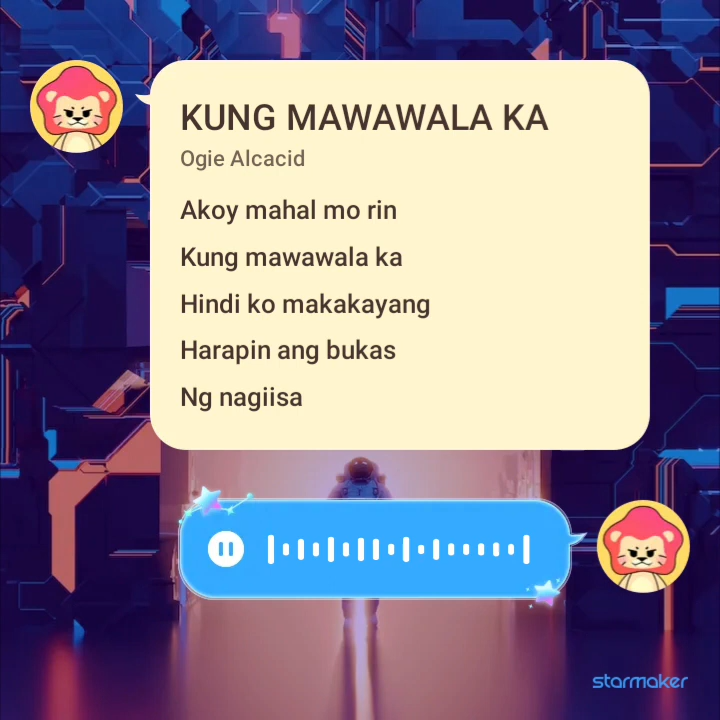 KUNG MAWAWALA KA
Ogie Alcacid
Akoy mahal mo rin
Kung mawawala ka
Hindi ko makakayang
Harapin ang bukas
Ng nagiisa
starmaker